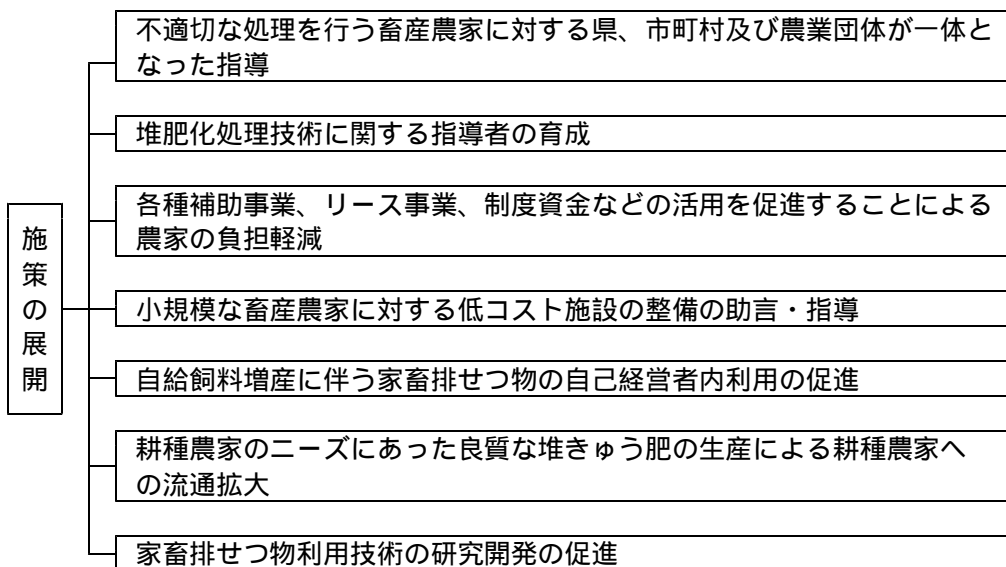 不適切な処理を行う畜産農家に対する県、市町村及び農業団体が一体と
なった指導
堆肥化処理技術に関する指導者の育成
各種補助事業、リース事業、制度資金などの活用を促進することによる
農家の負担軽減
施策の展開
小規模な畜産農家に対する低コスト施設の整備の助言・指導
自給飼料増産に伴う家畜排せつ物の自己経営者内利用の促進
耕種農家のニーズにあった良質な堆きゅう肥の生産による耕種農家へ
の流通拡大
家畜排せつ物利用技術の研究開発の促進